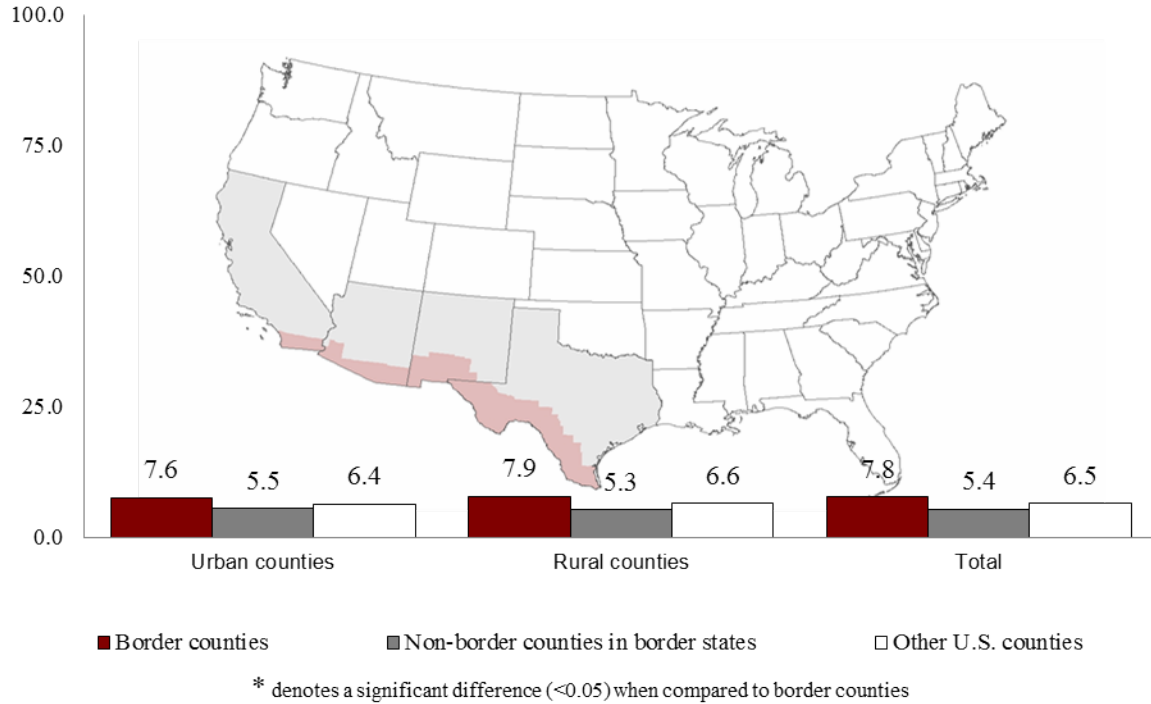 100.0
75.0
50.0
25.0
0.0
7.6 5.5 6.4 7.9 5.3 6.6 7.8 5.4 6.5
Urban counties Rural counties Total
Border counties Non-border counties in border states Other U.S. counties
* denotes a significant difference (<0.05) when compared to border counties